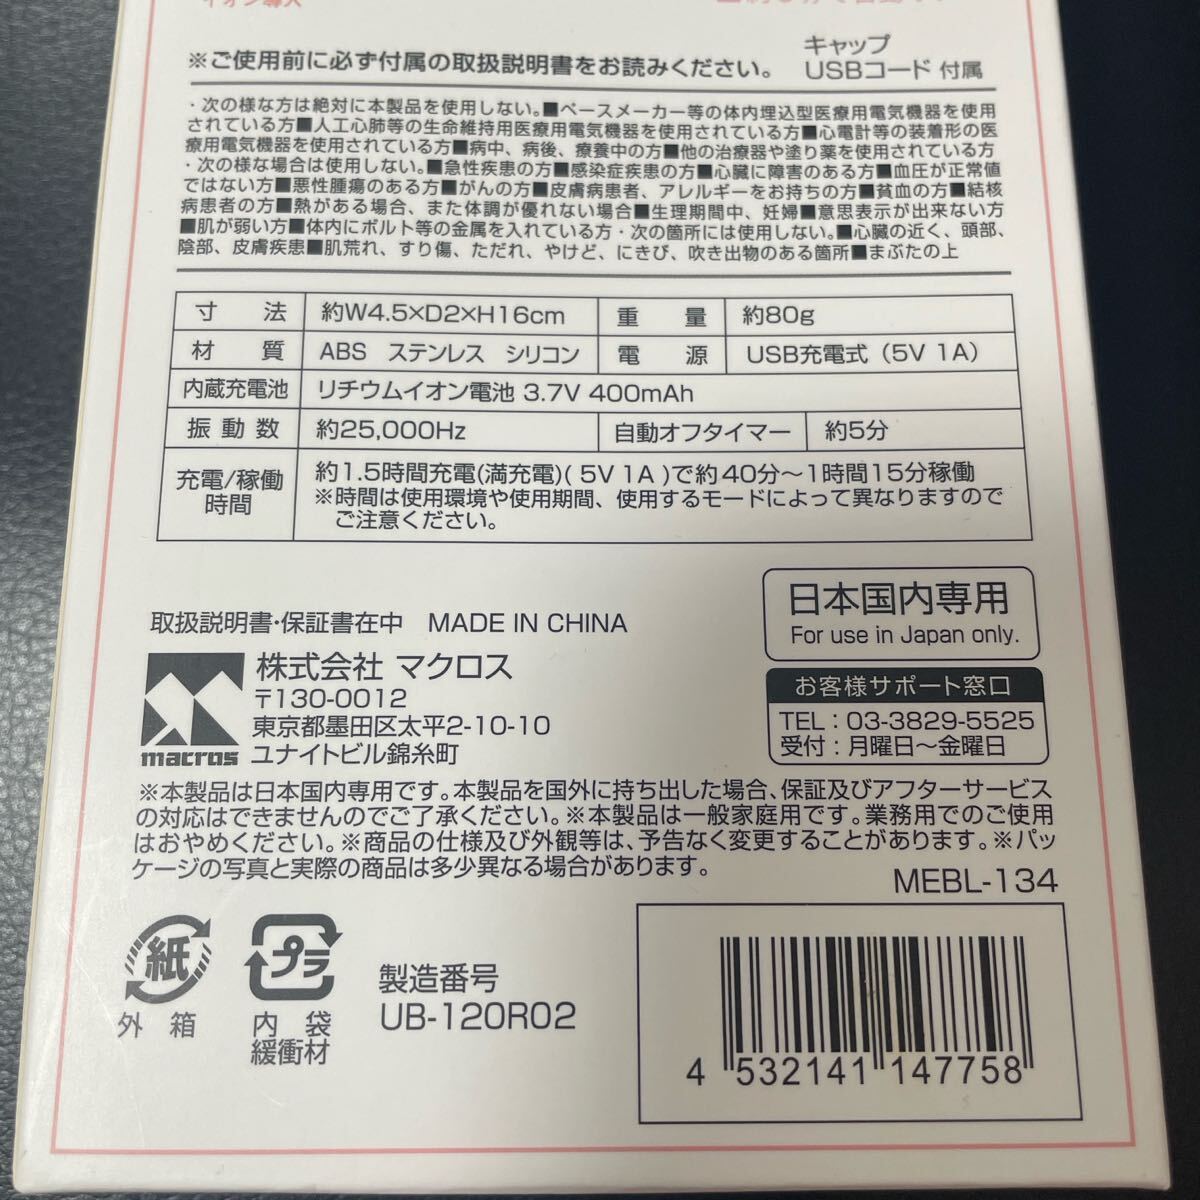 イオン導入
※ご使用前に必ず付属の取扱説明書をお読みください。
キャップ
USBコード 付属
・次の様な方は絶対に本製品を使用しない。■ペースメーカー等の体内埋込型医療用電気機器を使用
されている方■人工心肺等の生命維持用医療用電気機器を使用されている方■心電計等の装着形の医
療用電気機器を使用されている方■病中、病後、療養中の方■他の治療器や塗り薬を使用されている方
・次の様な場合は使用しない。■急性疾患の方■感染症疾患の方■心臓に障害のある方■血圧が正常値
ではない方■悪性腫瘍のある方■がんの方■皮膚病患者、アレルギーをお持ちの方■貧血の方■結核
病患者の方■熱がある場合、また体調が優れない場合■生理期間中、妊婦■意思表示が出来ない方
■肌が弱い方■体内にボルト等の金属を入れている方・次の箇所には使用しない。■心臓の近く、頭部、
陰部、皮膚疾患■肌荒れ、すり傷、ただれ、やけど、にきび、吹き出物のある箇所■まぶたの上
寸 法 約W4.5×D2×H16cm 重 量 約80g
材 質 ABS ステンレス シリコン 電 源 USB充電式（5V 1A）
内蔵充電池 リチウムイオン電池 3.7V 400mAh
振動数 約25,000Hz 自動オフタイマー 約5分
充電/稼働
時間
約1.5時間充電(満充電)( 5V 1A )で約40分～1時間15分稼働
※時間は使用環境や使用期間、使用するモードによって異なりますので
ご注意ください。
日本国内専用
For use in Japan only.
取扱説明書・保証書在中 MADE IN CHINA
macros
株式会社 マクロス
〒130-0012
東京都墨田区太平2-10-10
ユナイトビル錦糸町
お客様サポート窓口
TEL：03-3829-5525
受付：月曜日～金曜日
※本製品は日本国内専用です。本製品を国外に持ち出した場合、保証及びアフターサービス
の対応はできませんのでご了承ください。※本製品は一般家庭用です。業務用でのご使用
はおやめください。※商品の仕様及び外観等は、予告なく変更することがあります。※パッ
ケージの写真と実際の商品は多少異なる場合があります。
MEBL-134
紙
外 箱
プラ
内 袋
緩衝材
製造番号
UB-120R02
4 532141 147758